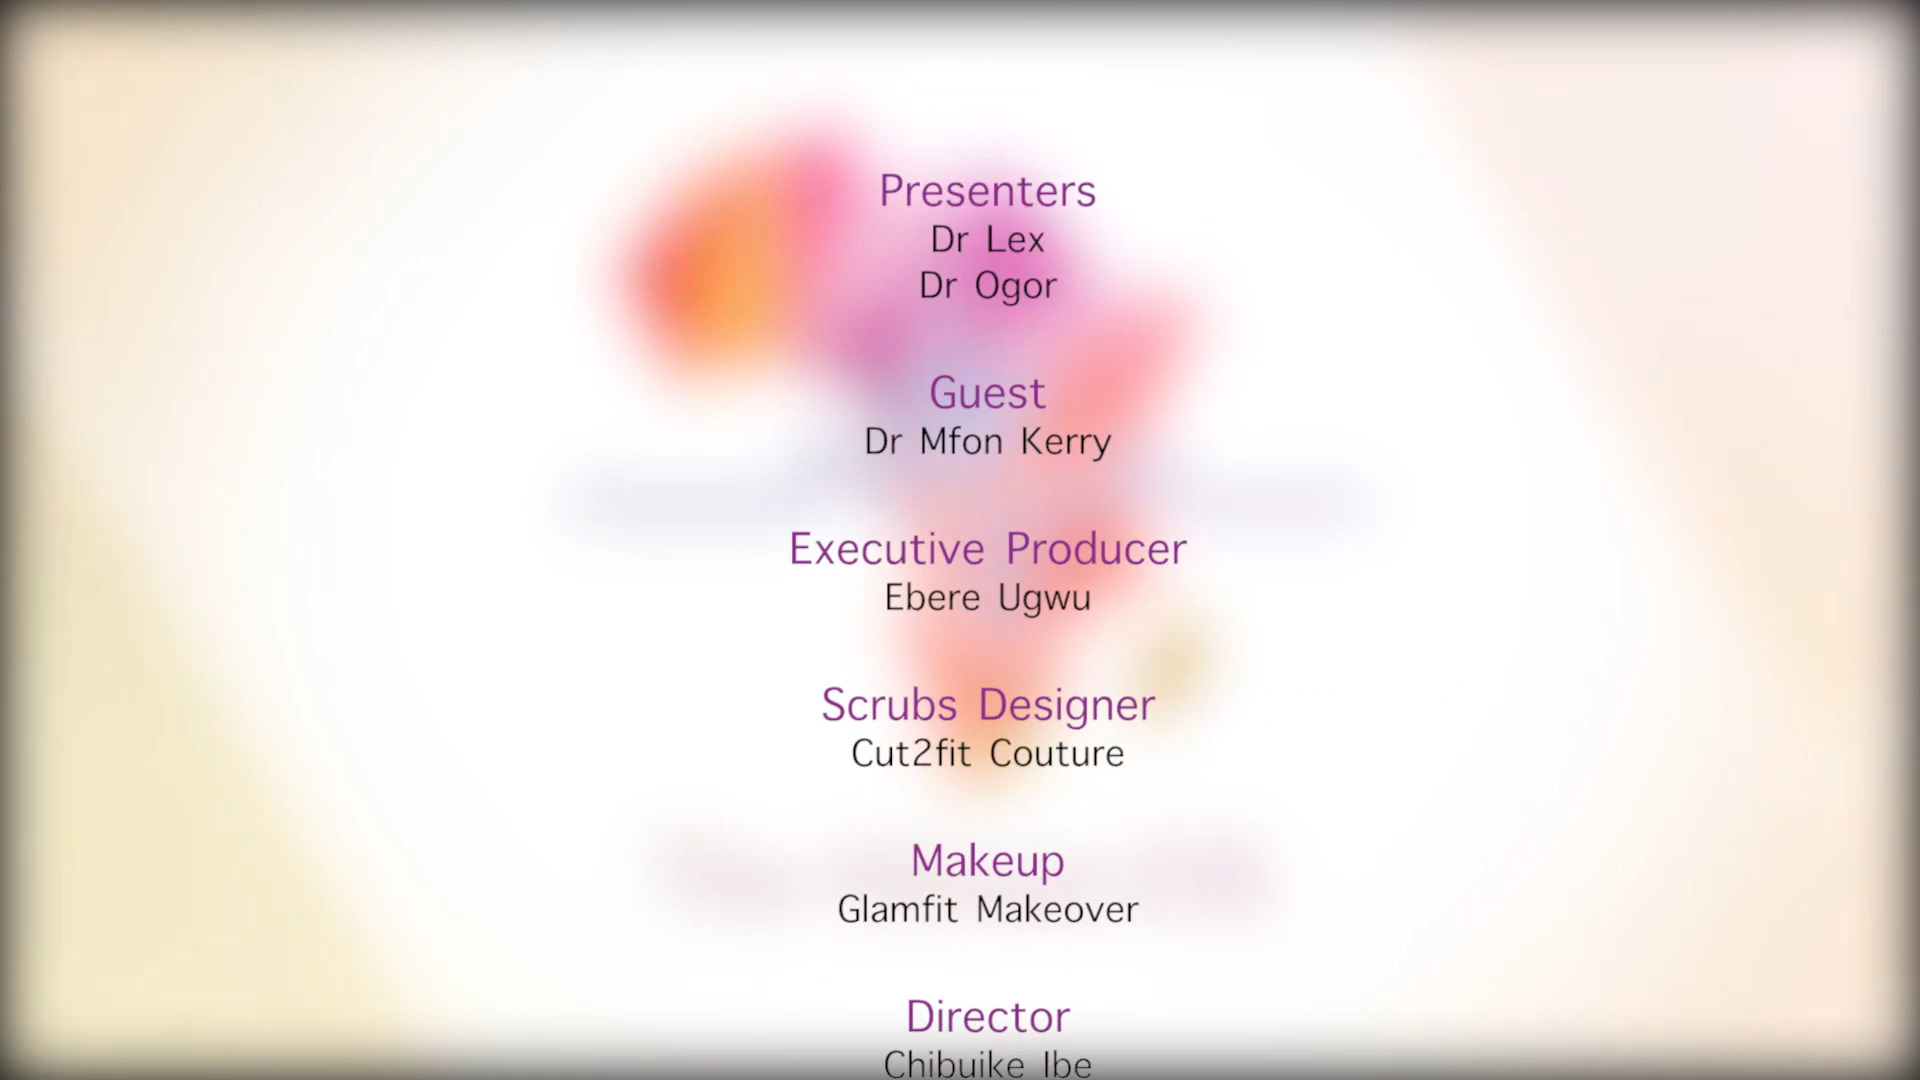 Presenters
Dr Lex
Dr Ogor
Guest
Dr Mfon Kerry
Executive Producer
Ebere Ugwu
Scrubs Designer
Cut2fit Couture
Makeup
Glamfit Makeover
Director
Chibuike Ibe